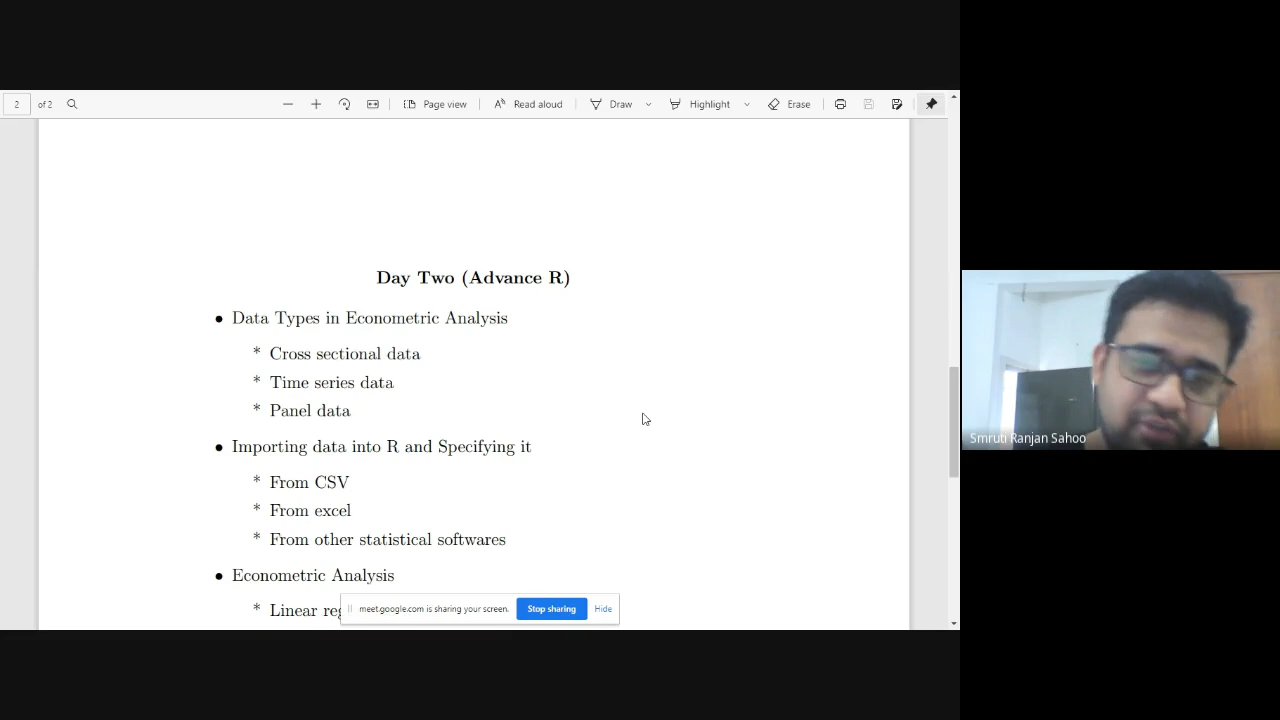 2 of 2 Page view Read aloud Draw Highlight Erase
Day Two (Advance R)
• Data Types in Econometric Analysis
* Cross sectional data
* Time series data
* Panel data
• Importing data into R and Specifying it
* From CSV
* From excel
* From other statistical softwares
• Econometric Analysis
* Linear
meet.google.com is sharing your screen. Stop sharing Hide
Smruti Ranjan Sahoo